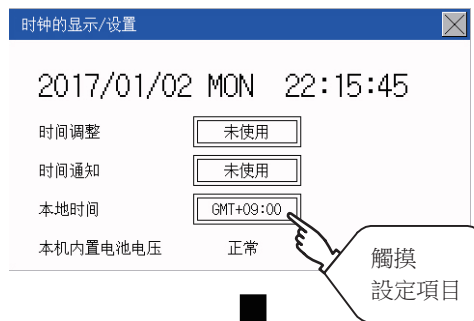 时钟的显示/设置
2017/01/02 MON 22:15:45
时间调整 未使用
时间通知 未使用
本地时间 GMT+09:00
本机内置电池电压 正常
觸摸
設定項目